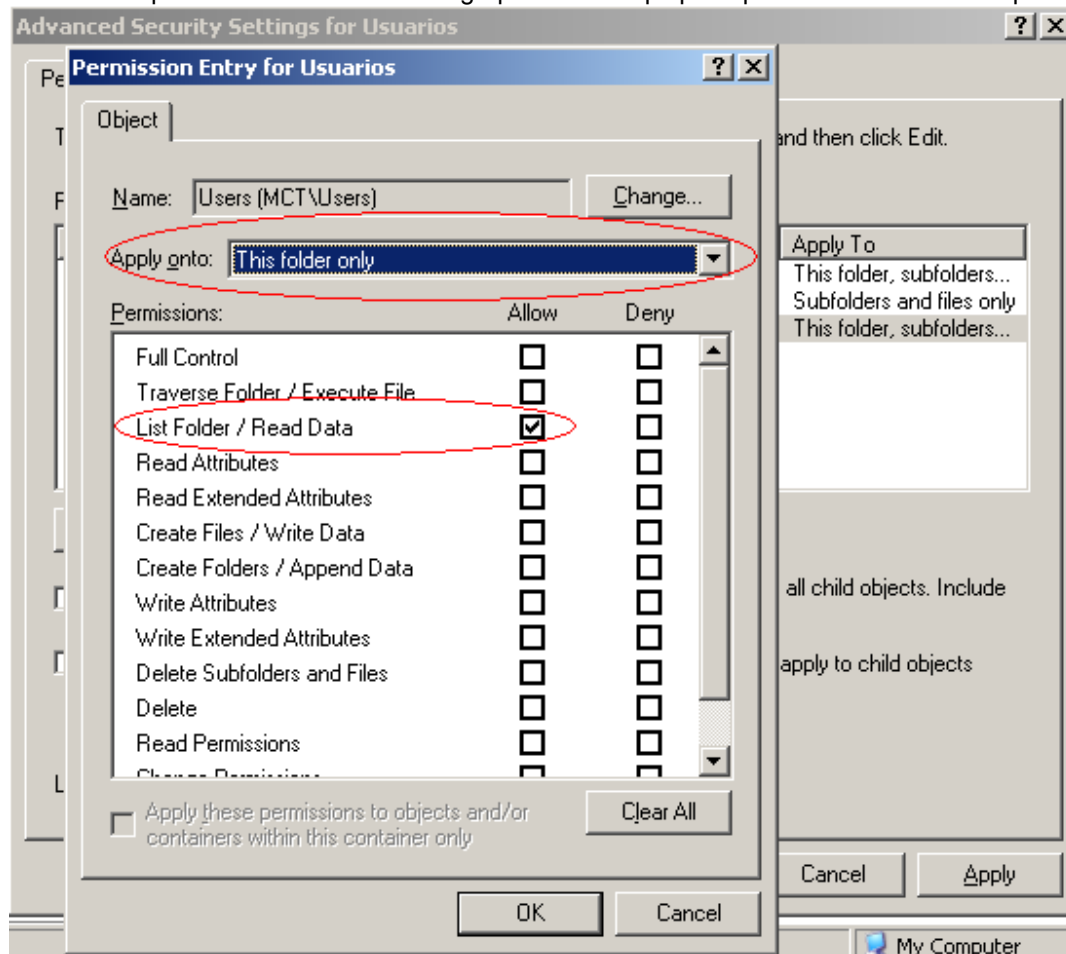 Advanced Security Settings for Usuarios
Permission Entry for Usuarios
Object
and then click Edit.
Name: Users (MCT\Users) Change...
Apply onto: This folder only
Permissions: Allow Deny
Full Control
Traverse Folder / Execute File
List Folder / Read Data
Read Attributes
Read Extended Attributes
Create Files / Write Data
Create Folders / Append Data
Write Attributes
Write Extended Attributes
Delete Subfolders and Files
Delete
Read Permissions
Change Permissions
Apply these permissions to objects and/or
containers within this container only
Clear All
OK Cancel
Apply To
This folder, subfolders...
Subfolders and files only
This folder, subfolders...
all child objects. Include
apply to child objects
Cancel Apply
My Computer